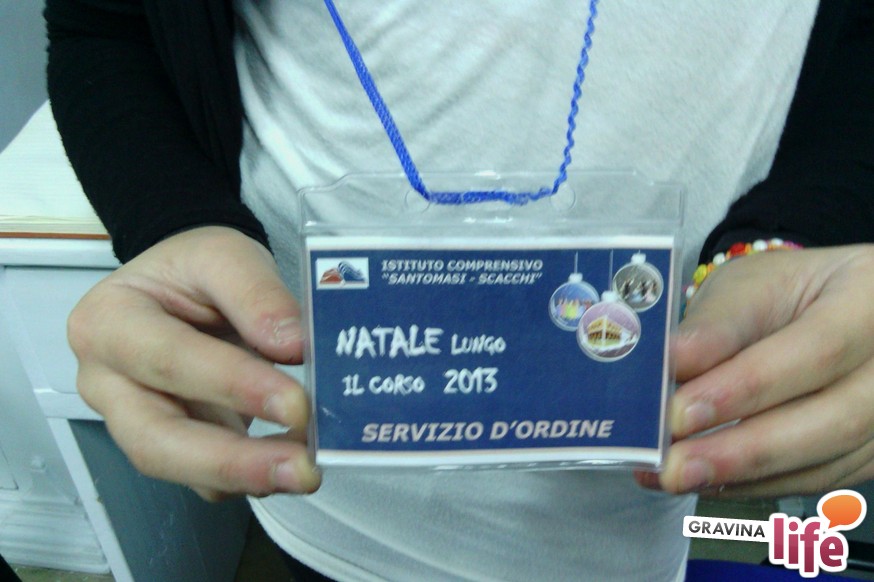 ISTITUTO COMPRENSIVO
"SANTOMASI - SCACCHI"
NATALE LUNGO
IL CORSO 2013
SERVIZIO D'ORDINE
GRAVINA
life